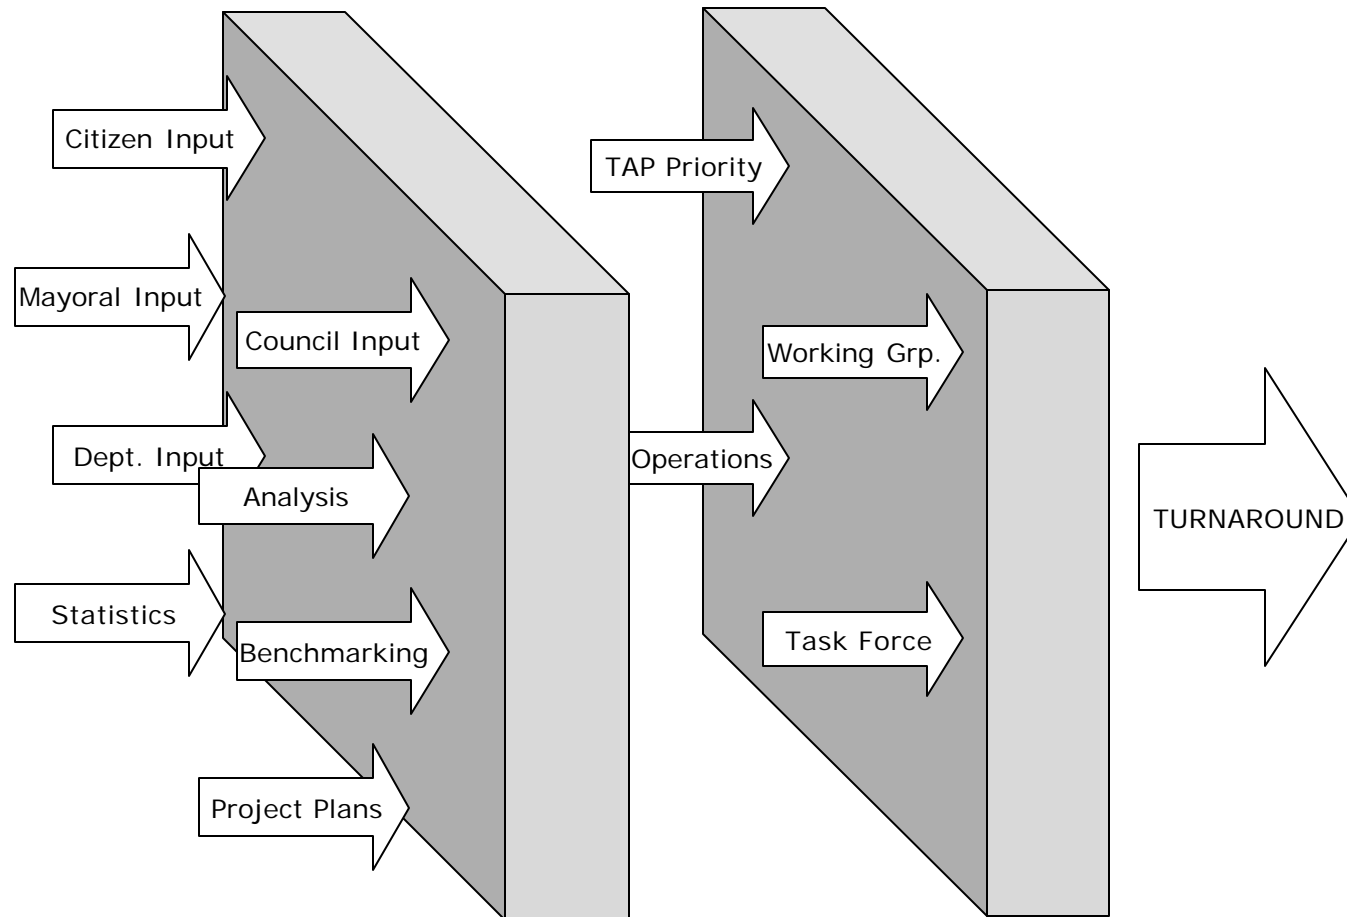 Citizen Input
Mayoral Input
Council Input
Dept. Input
Analysis
Statistics
Benchmarking
Project Plans
TAP Priority
Working Grp.
Operations
Task Force
TURNAROUND